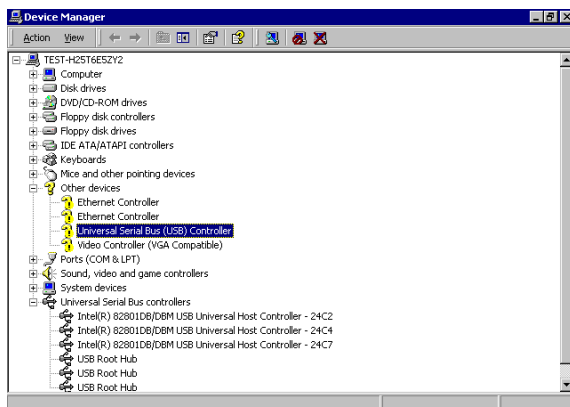 Device Manager
Action View
TEST-H25T6E5ZY2
Computer
Disk drives
DVD/CD-ROM drives
Floppy disk controllers
Floppy disk drives
IDE ATA/ATAPI controllers
Keyboards
Mice and other pointing devices
Other devices
Ethernet Controller
Ethernet Controller
Universal Serial Bus (USB) Controller
Video Controller (VGA Compatible)
Ports (COM & LPT)
Sound, video and game controllers
System devices
Universal Serial Bus controllers
Intel(R) 82801DB/DBM USB Universal Host Controller - 24C2
Intel(R) 82801DB/DBM USB Universal Host Controller - 24C4
Intel(R) 82801DB/DBM USB Universal Host Controller - 24C7
USB Root Hub
USB Root Hub
USB Root Hub